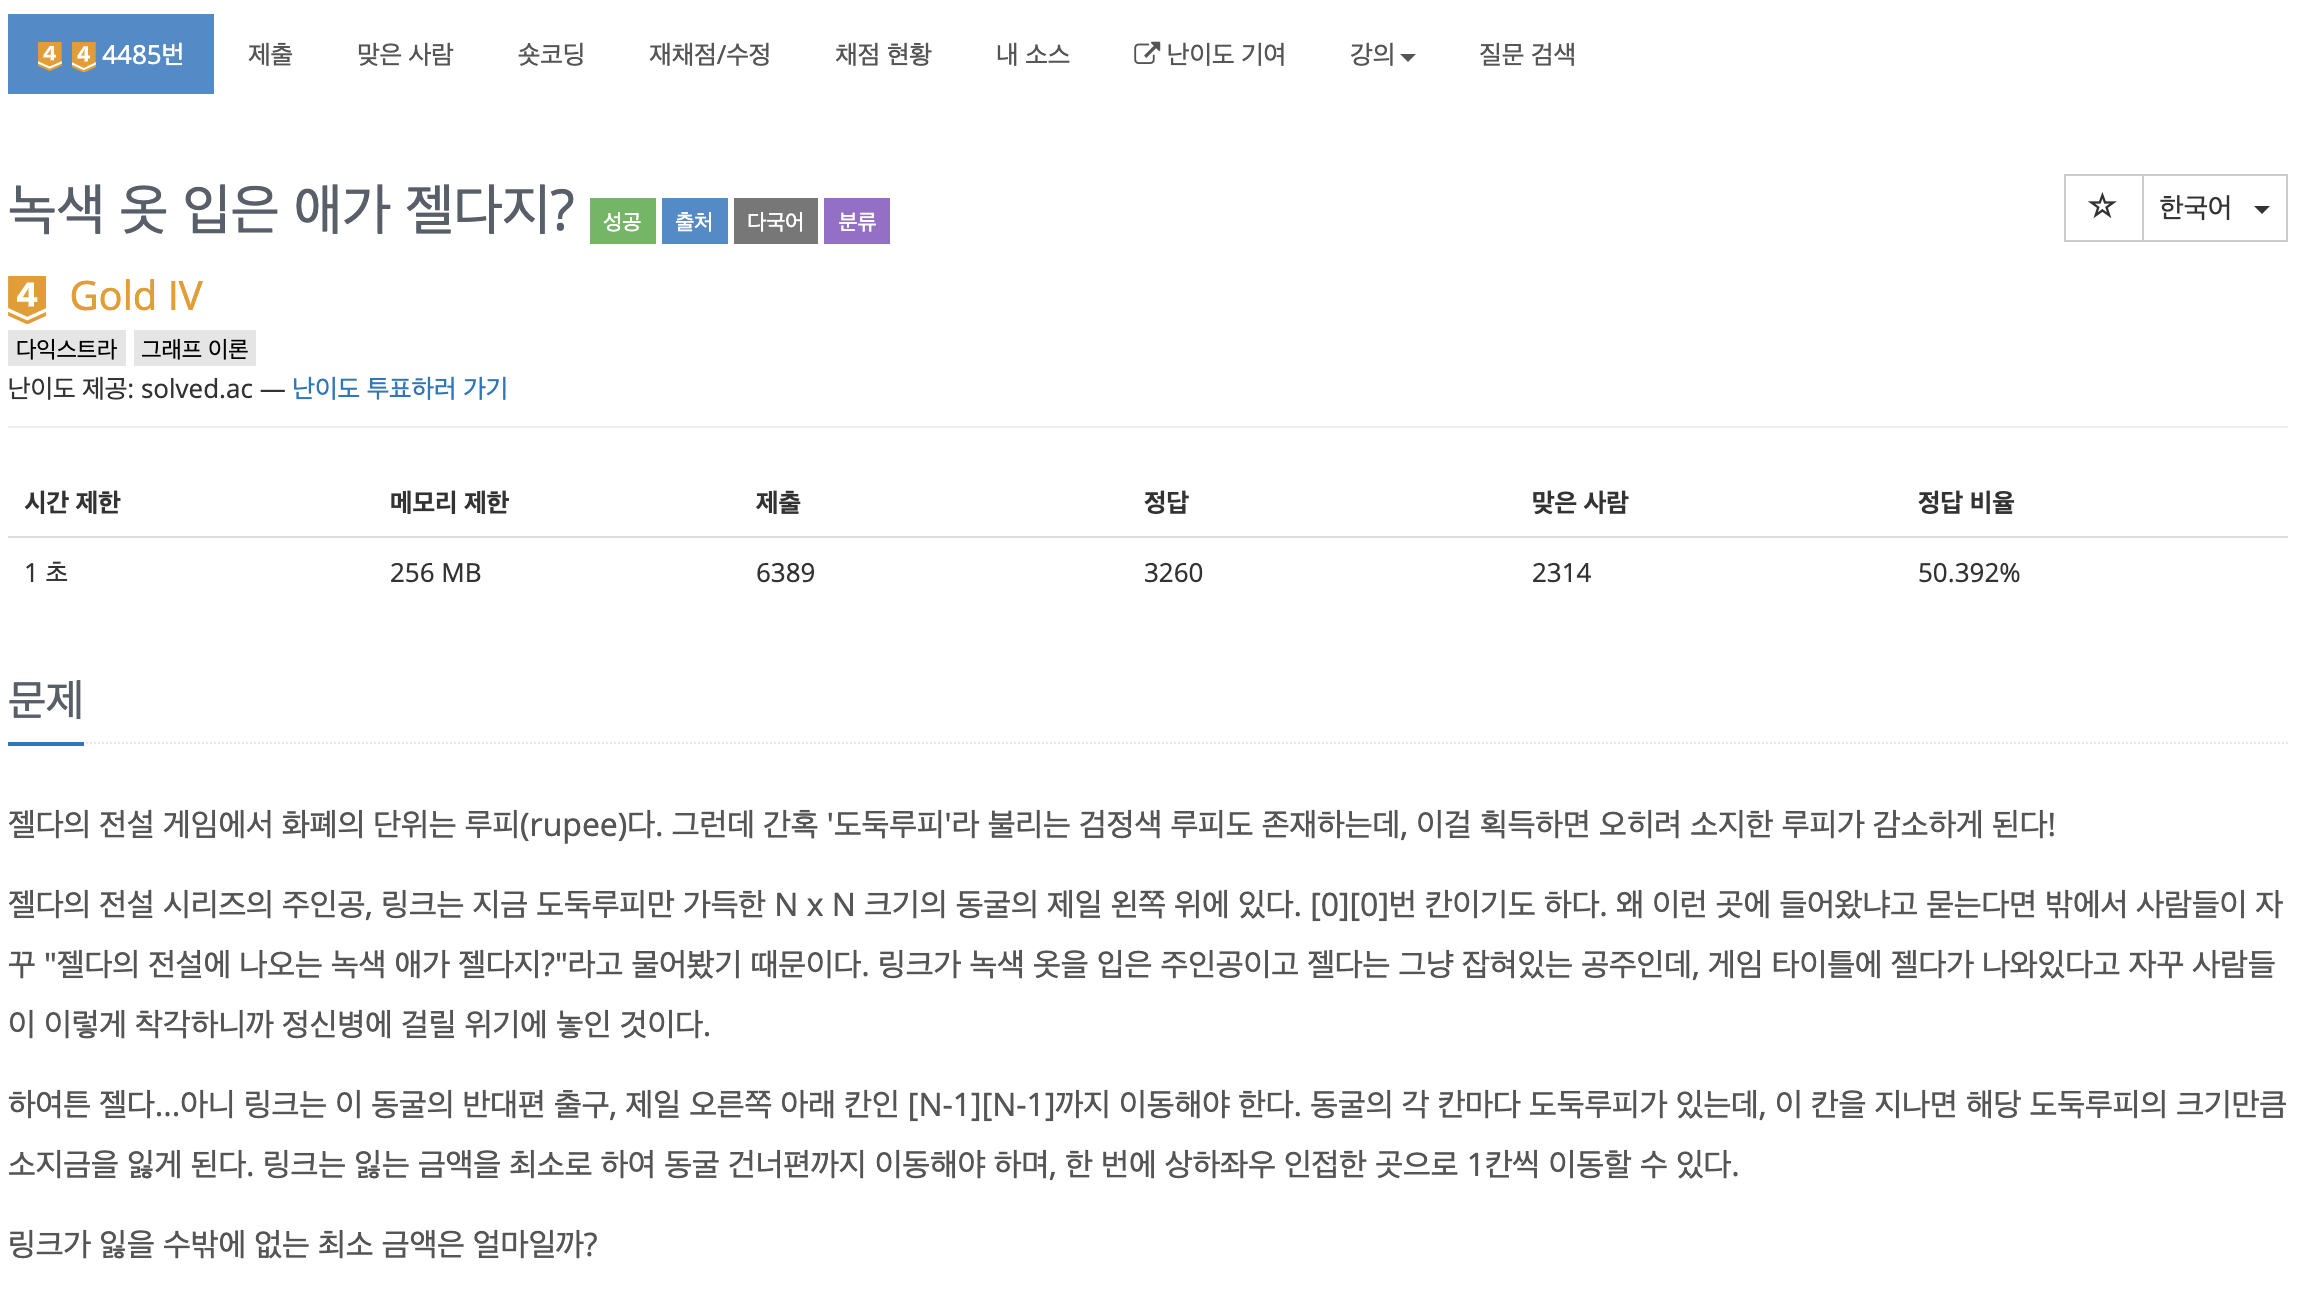 4 4 4485번 제출 맞은 사람 숏코딩 재채점/수정 채점 현황 내 소스 난이도 기여 강의 질문 검색
녹색 옷 입은 애가 젤다지? 성공 출처 다국어 분류 ☆ 한국어
4 Gold IV
다익스트라 그래프 이론
난이도 제공: solved.ac — 난이도 투표하러 가기
시간 제한 메모리 제한 제출 정답 맞은 사람 정답 비율
1 초 256 MB 6389 3260 2314 50.392%
문제
젤다의 전설 게임에서 화폐의 단위는 루피(rupee)다. 그런데 간혹 '도둑루피'라 불리는 검정색 루피도 존재하는데, 이걸 획득하면 오히려 소지한 루피가 감소하게 된다!
젤다의 전설 시리즈의 주인공, 링크는 지금 도둑루피만 가득한 N x N 크기의 동굴의 제일 왼쪽 위에 있다. [0][0]번 칸이기도 하다. 왜 이런 곳에 들어왔냐고 묻는다면 밖에서 사람들이 자
꾸 "젤다의 전설에 나오는 녹색 애가 젤다지?"라고 물어봤기 때문이다. 링크가 녹색 옷을 입은 주인공이고 젤다는 그냥 잡혀있는 공주인데, 게임 타이틀에 젤다가 나와있다고 자꾸 사람들
이 이렇게 착각하니까 정신병에 걸릴 위기에 놓인 것이다.
하여튼 젤다...아니 링크는 이 동굴의 반대편 출구, 제일 오른쪽 아래 칸인 [N-1][N-1]까지 이동해야 한다. 동굴의 각 칸마다 도둑루피가 있는데, 이 칸을 지나면 해당 도둑루피의 크기만큼
소지금을 잃게 된다. 링크는 잃는 금액을 최소로 하여 동굴 건너편까지 이동해야 하며, 한 번에 상하좌우 인접한 곳으로 1칸씩 이동할 수 있다.
링크가 잃을 수밖에 없는 최소 금액은 얼마일까?